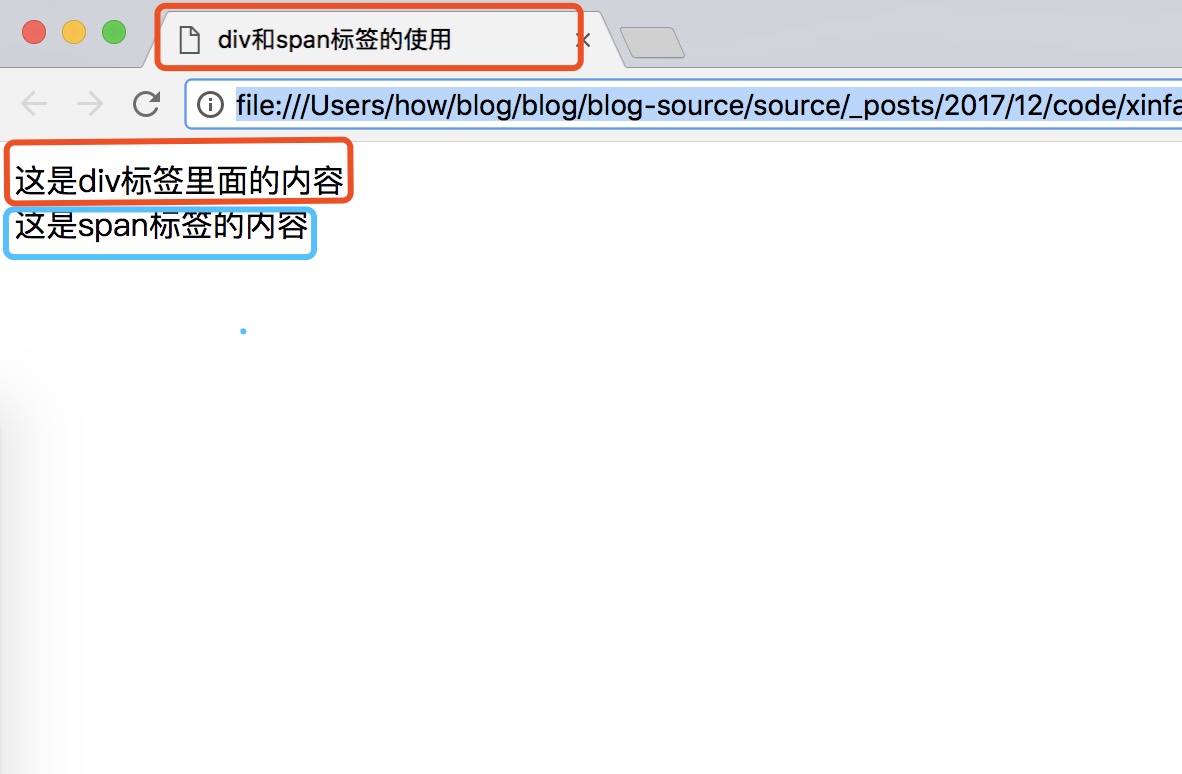 div和span标签的使用
file:///Users/how/blog/blog/blog-source/source/_posts/2017/12/code/xinfa
这是div标签里面的内容
这是span标签的内容